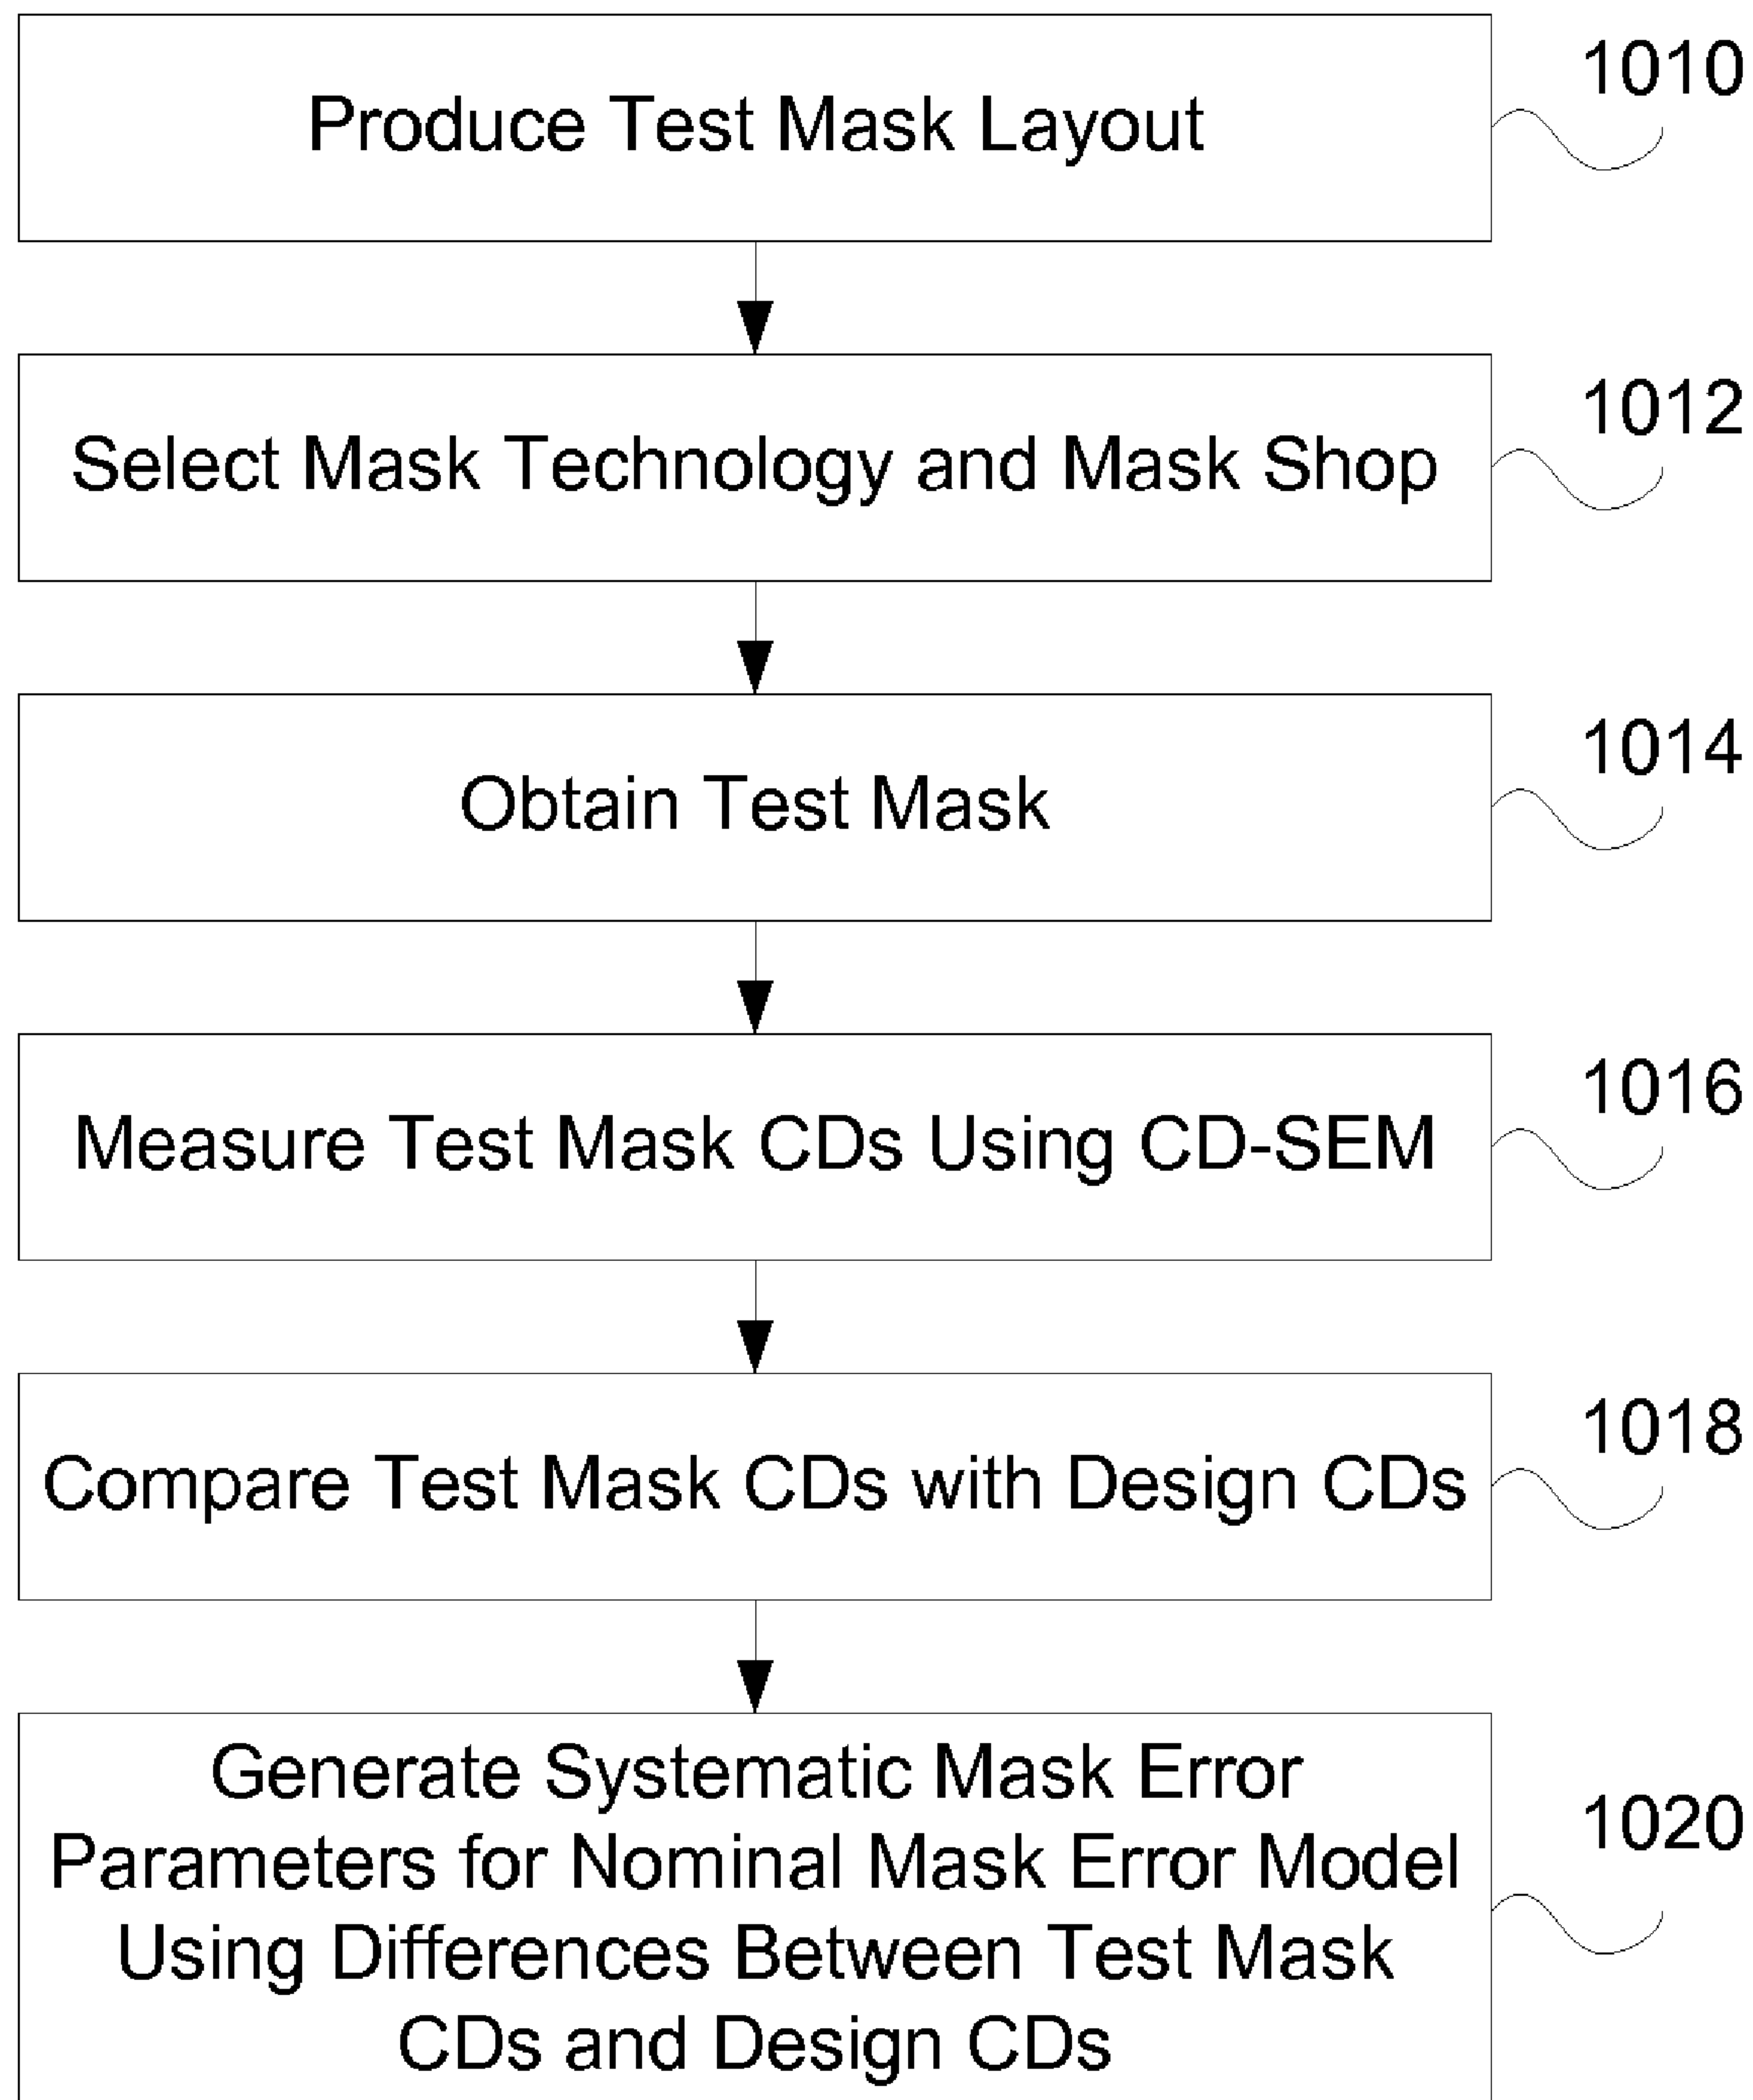 Produce Test Mask Layout
1010
Select Mask Technology and Mask Shop
1012
Obtain Test Mask
1014
Measure Test Mask CDs Using CD-SEM
1016
Compare Test Mask CDs with Design CDs
1018
Generate Systematic Mask Error
Parameters for Nominal Mask Error Model
Using Differences Between Test Mask
CDs and Design CDs
1020